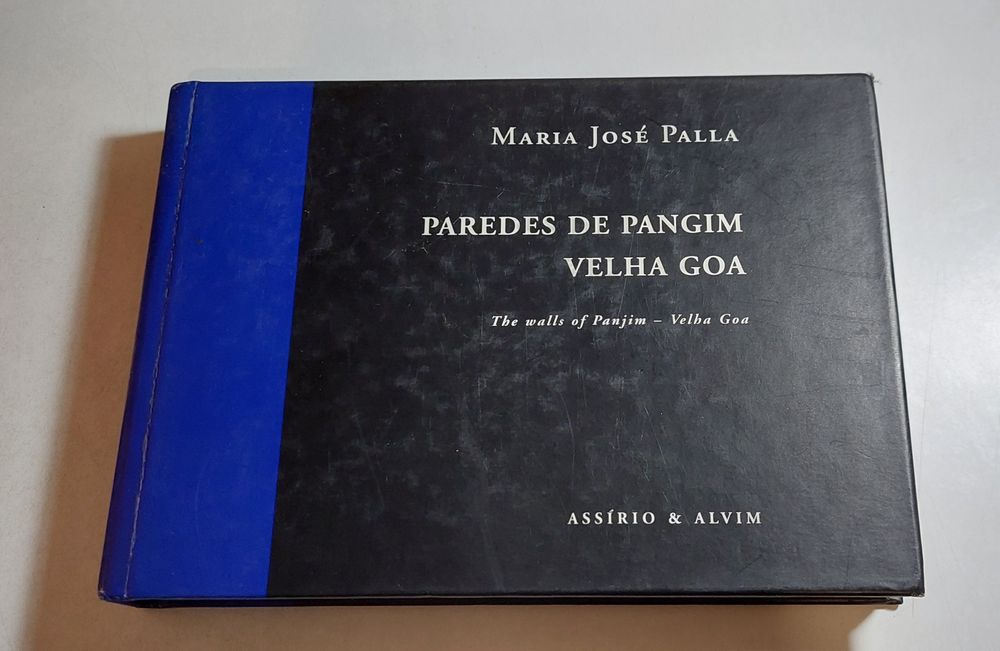 Maria José Palla
PAREDES DE PANGIM
VELHA GOA
The walls of Panjim – Velha Goa
ASSÍRIO & ALVIM